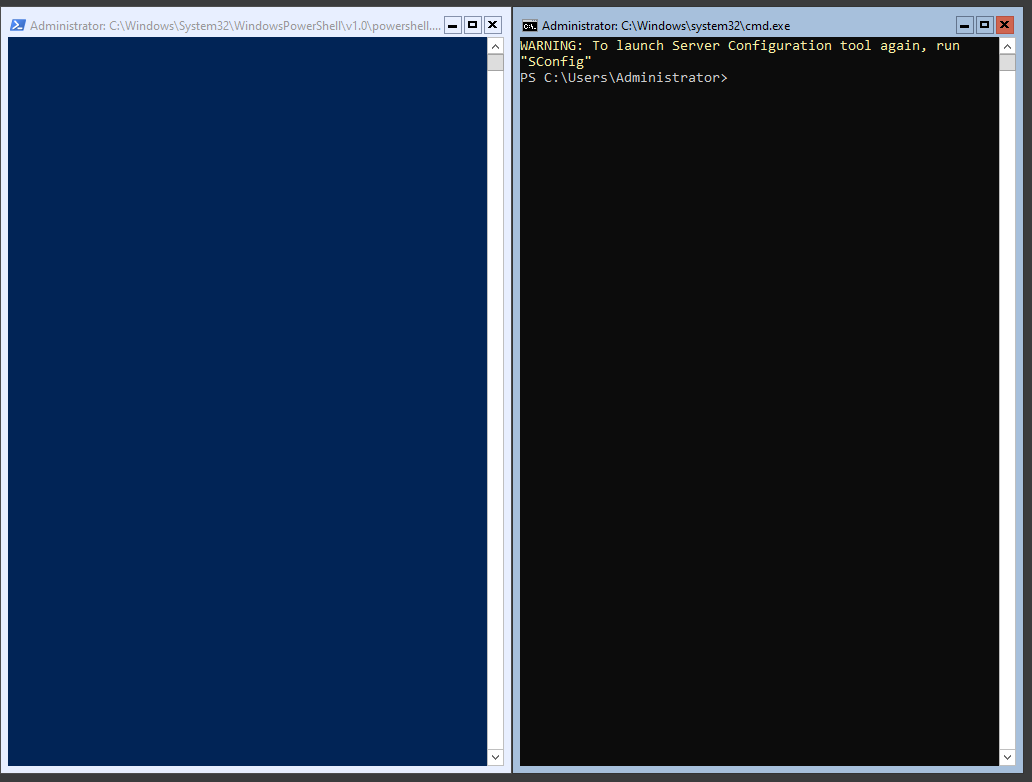 Administrator: C:\Windows\System32\WindowsPowerShell\v1.0\powershell....
Administrator: C:\Windows\system32\cmd.exe
WARNING: To launch Server Configuration tool again, run
"SConfig"
PS C:\Users\Administrator>